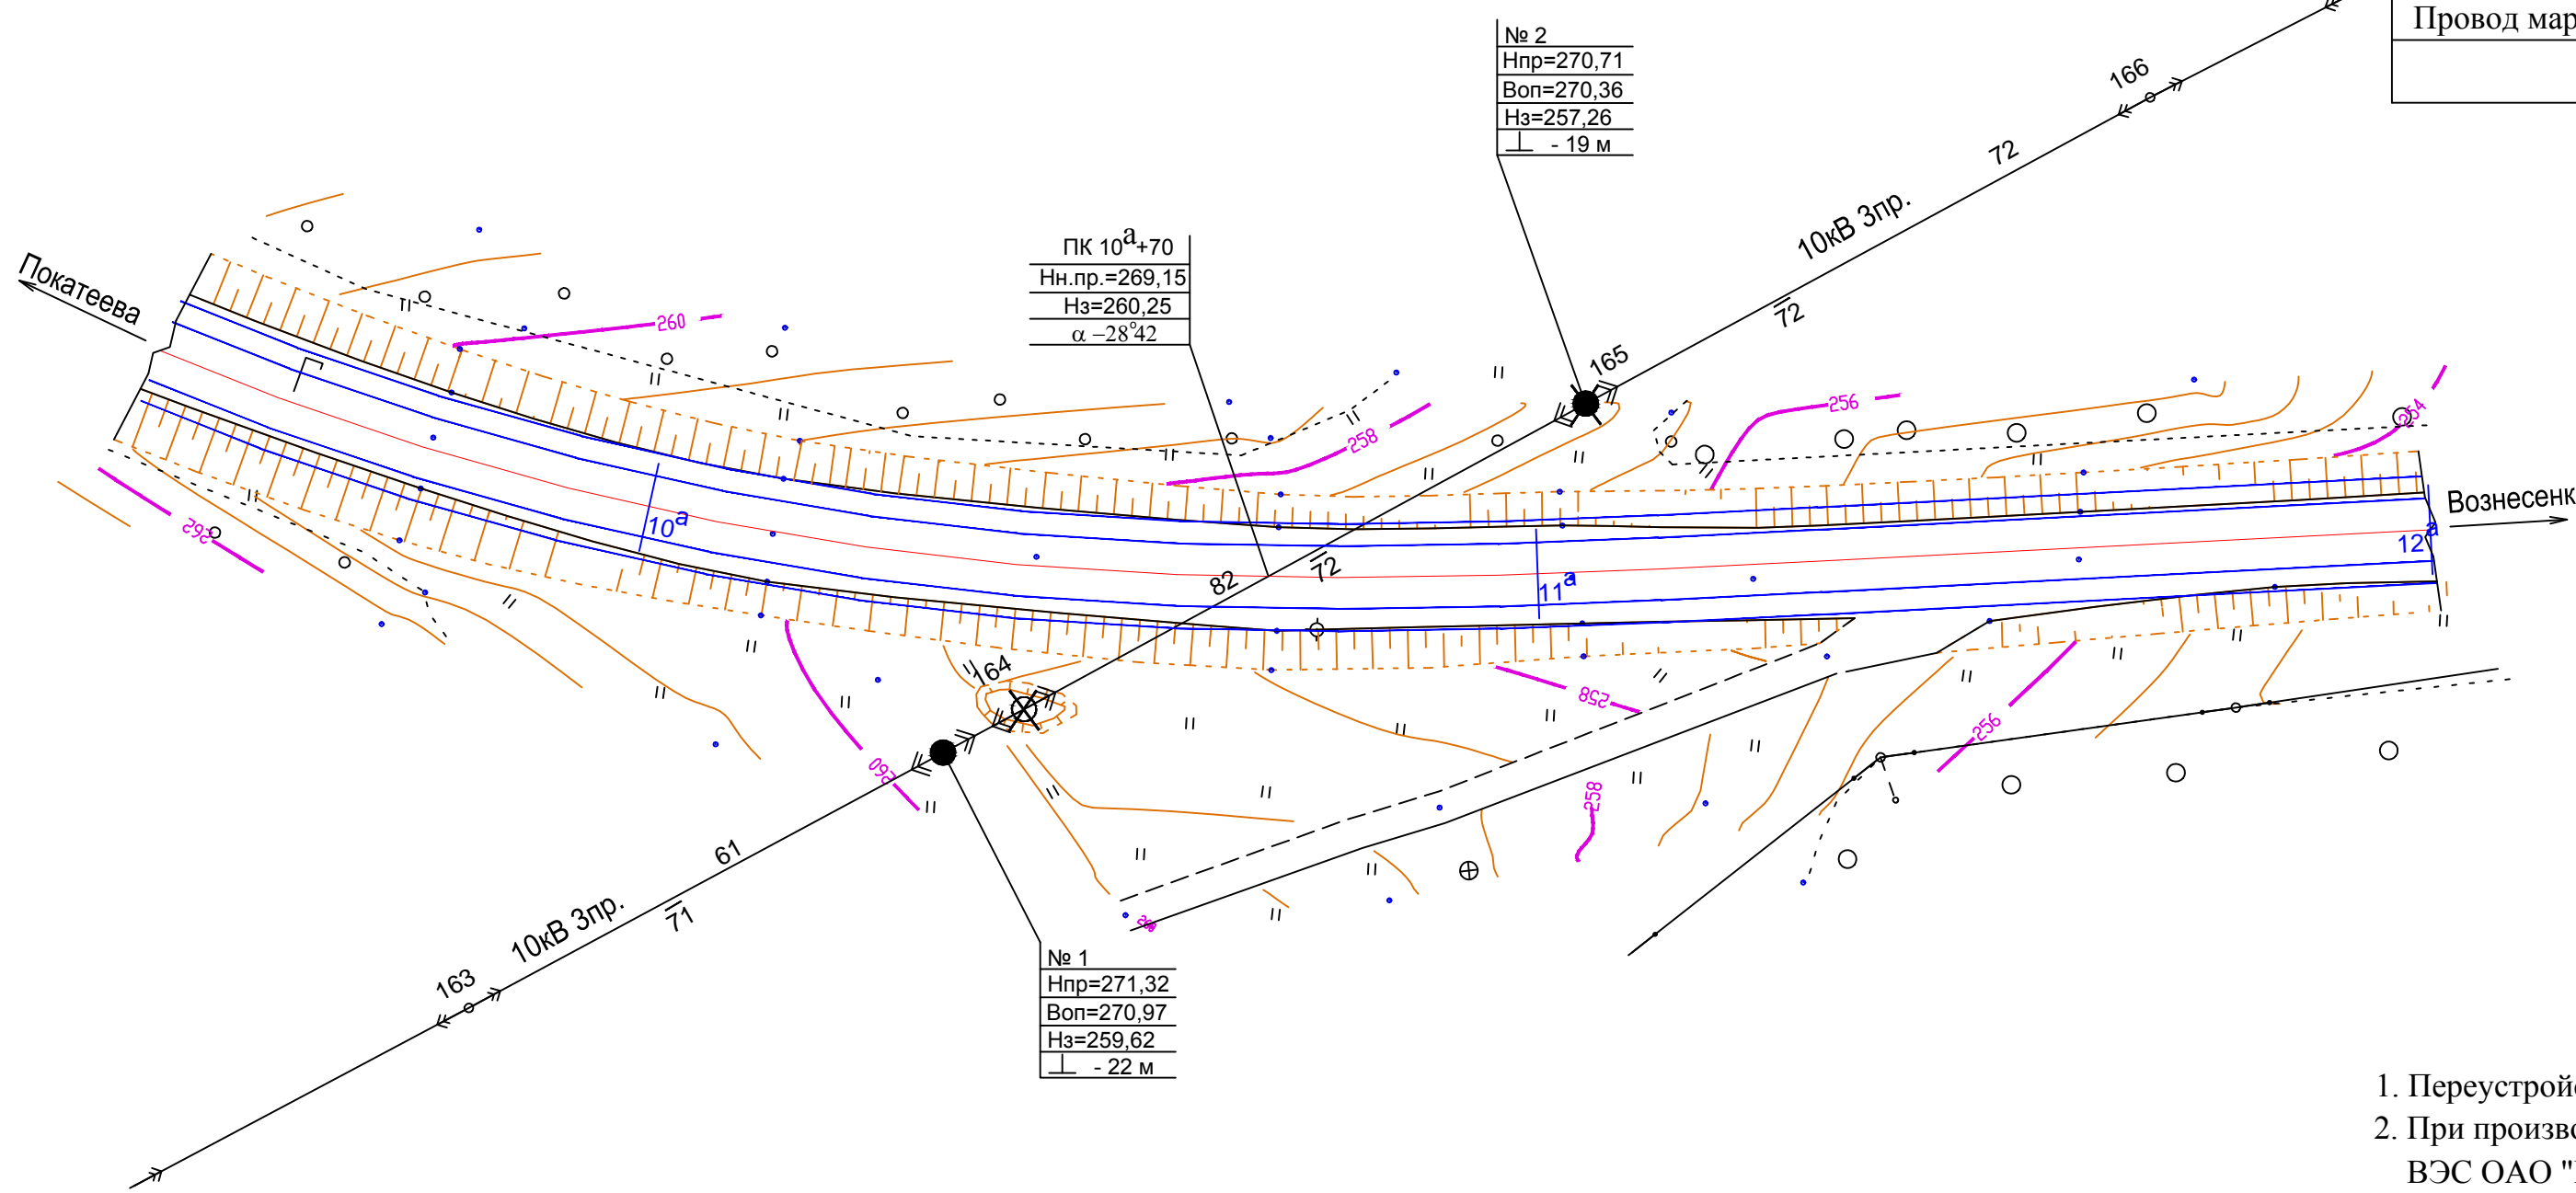 Провод мар
№ 2
Нпр=270,71
Воп=270,36
Нз=257,26
⊥ - 19 м
166
72
10кВ 3пр.
72
165
ПК 10а+70
Нн.пр.=269,15
Нз=260,25
α –28°42
Покатеева
260
258
256
254
262
10а
82
72
11а
12а
Вознесенк
164
258
256
260
258
61
10кВ 3пр.
71
163
№ 1
Нпр=271,32
Воп=270,97
Нз=259,62
⊥ - 22 м
1. Переустрой
2. При произв
ВЭС ОАО "